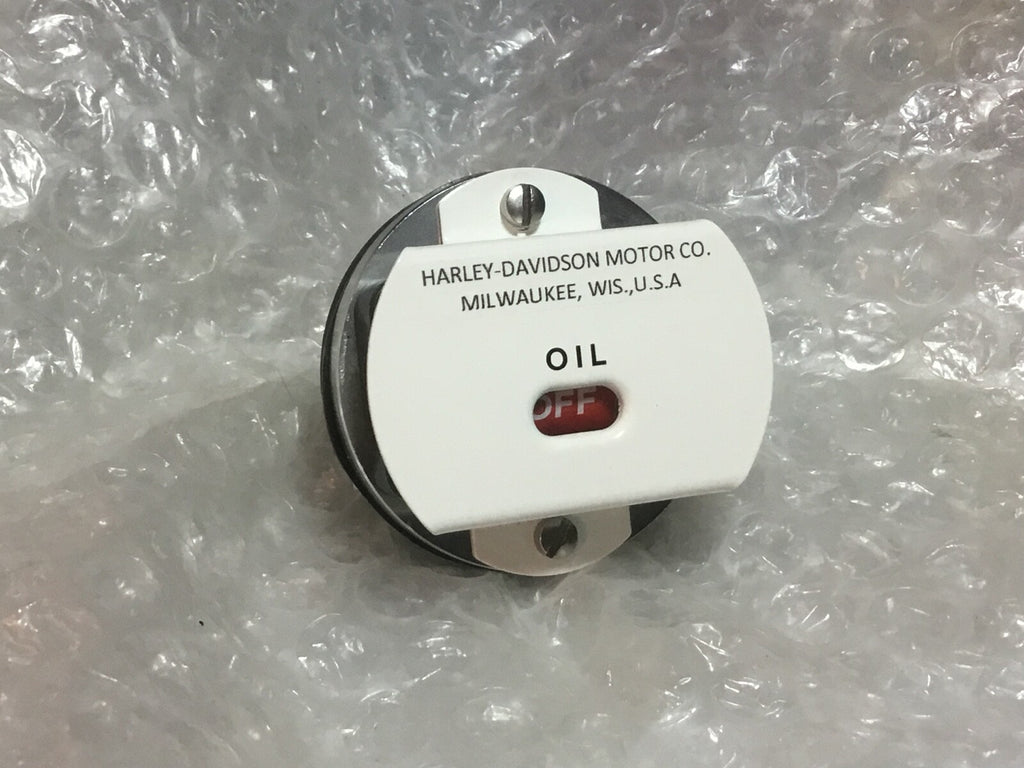 HARLEY-DAVIDSON MOTOR CO.
MILWAUKEE, WIS.,U.S.A
OIL
OFF